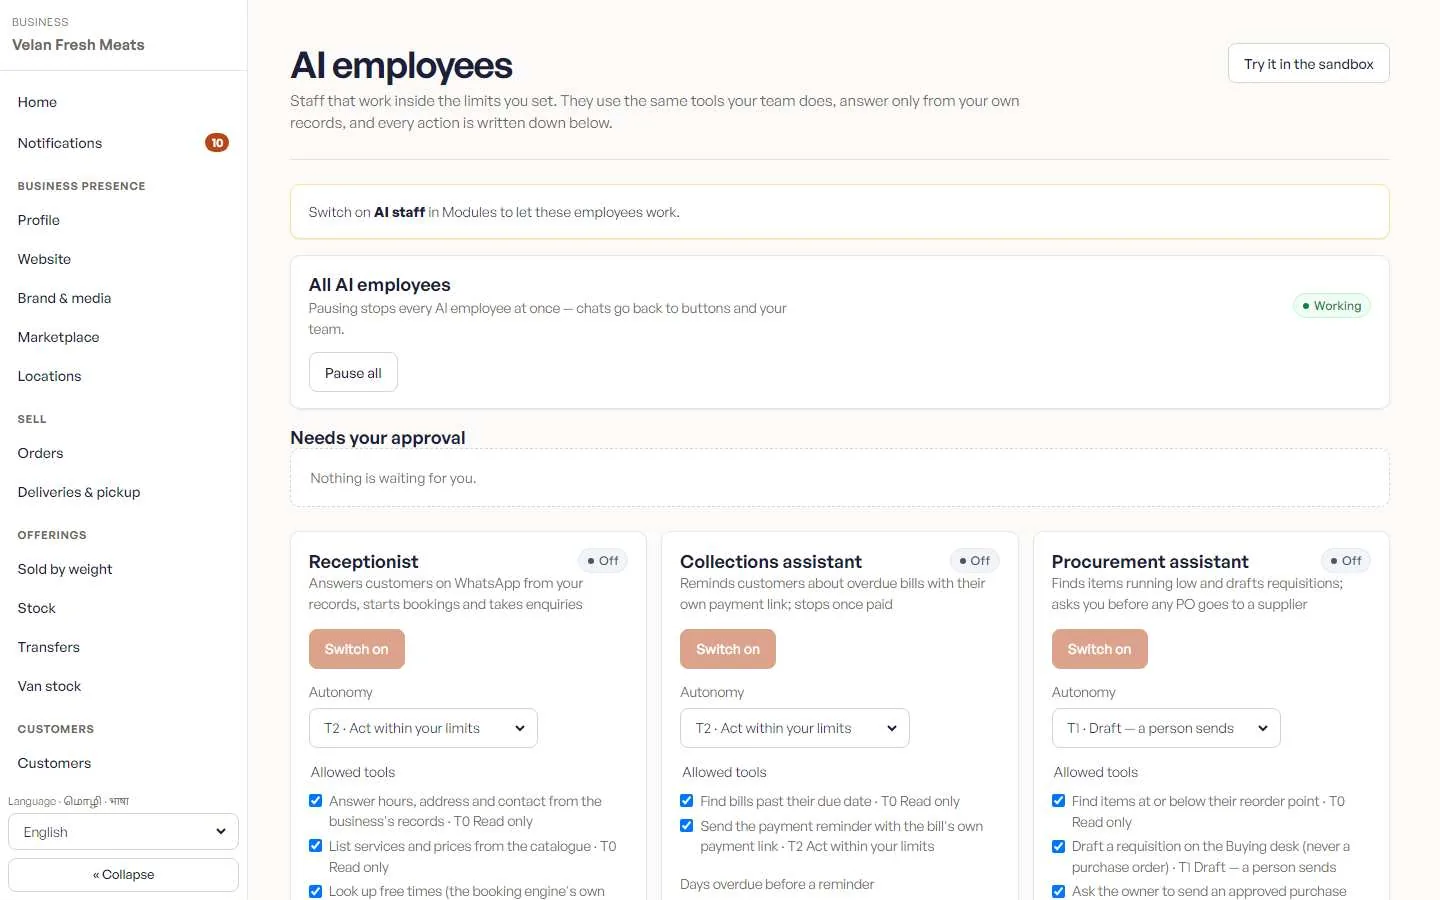 BUSINESS
Velan Fresh Meats
Home
Notifications
10
BUSINESS PRESENCE
Profile
Website
Brand & media
Marketplace
Locations
SELL
Orders
Deliveries & pickup
OFFERINGS
Sold by weight
Stock
Transfers
Van stock
CUSTOMERS
Customers
Language · மொழி · भाषा
English
« Collapse
AI employees
Try it in the sandbox
Staff that work inside the limits you set. They use the same tools your team does, answer only from your own
records, and every action is written down below.
Switch on AI staff in Modules to let these employees work.
All AI employees
Pausing stops every AI employee at once — chats go back to buttons and your
team.
Working
Pause all
Needs your approval
Nothing is waiting for you.
Receptionist
Off
Answers customers on WhatsApp from your
records, starts bookings and takes enquiries
Switch on
Autonomy
T2 · Act within your limits
Allowed tools
Answer hours, address and contact from the
business's records · T0 Read only
List services and prices from the catalogue · T0
Read only
Look up free times (the booking engine's own
Collections assistant
Off
Reminds customers about overdue bills with their
own payment link; stops once paid
Switch on
Autonomy
T2 · Act within your limits
Allowed tools
Find bills past their due date · T0 Read only
Send the payment reminder with the bill's own
payment link · T2 Act within your limits
Days overdue before a reminder
Procurement assistant
Off
Finds items running low and drafts requisitions;
asks you before any PO goes to a supplier
Switch on
Autonomy
T1 · Draft — a person sends
Allowed tools
Find items at or below their reorder point · T0
Read only
Draft a requisition on the Buying desk (never a
purchase order) · T1 Draft — a person sends
Ask the owner to send an approved purchase